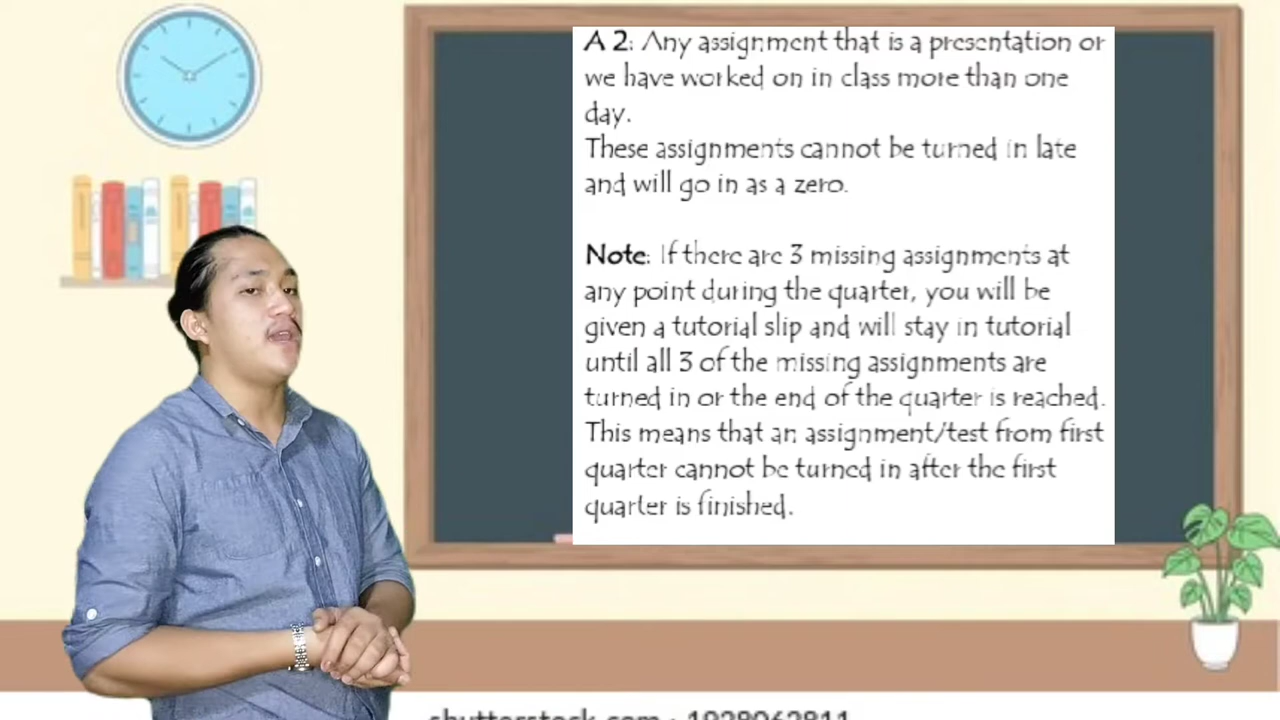 A 2: Any assignment that is a presentation or
we have worked on in class more than one
day.
These assignments cannot be turned in late
and will go in as a zero.
Note: If there are 3 missing assignments at
any point during the quarter, you will be
given a tutorial slip and will stay in tutorial
until all 3 of the missing assignments are
turned in or the end of the quarter is reached.
This means that an assignment/test from first
quarter cannot be turned in after the first
quarter is finished.
shutterstock.com · 1928962811